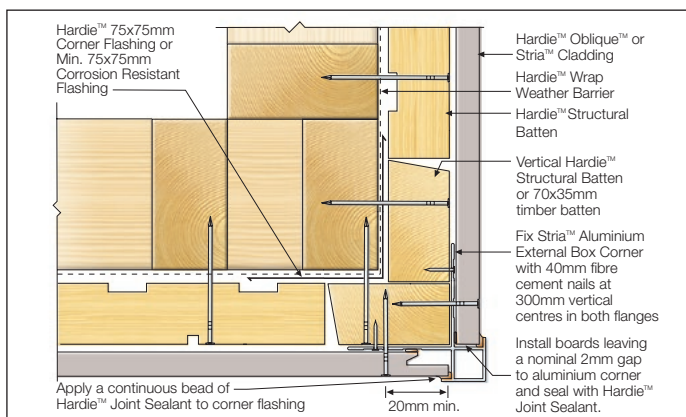 Hardie™ 75x75mm
Corner Flashing or
Min. 75x75mm
Corrosion Resistant
Flashing
Hardie™ Oblique™ or
Stria™ Cladding
Hardie™ Wrap
Weather Barrier
Hardie™ Structural
Batten
Vertical Hardie™
Structural Batten
or 70x35mm
timber batten
Fix Stria™ Aluminium
External Box Corner
with 40mm fibre
cement nails at
300mm vertical
centres in both flanges
Install boards leaving
a nominal 2mm gap
to aluminium corner
and seal with Hardie™
Joint Sealant.
Apply a continuous bead of
Hardie™ Joint Sealant to corner flashing
20mm min.